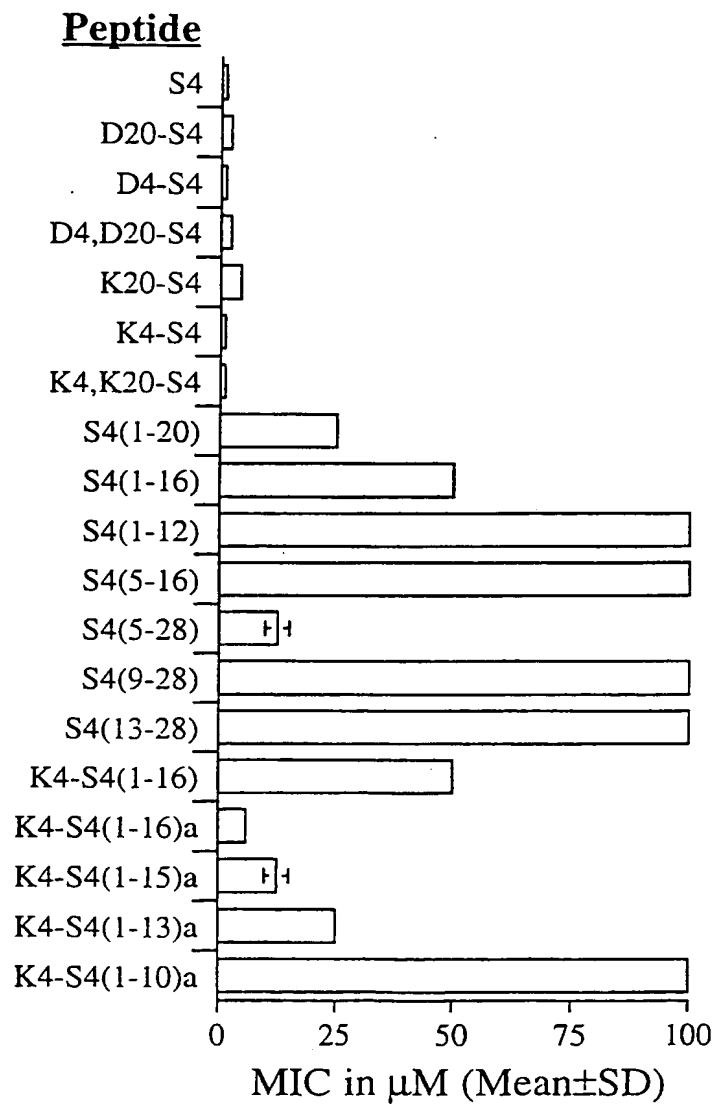 Peptide
S4
D20-S4
D4-S4
D4,D20-S4
K20-S4
K4-S4
K4,K20-S4
S4(1-20)
S4(1-16)
S4(1-12)
S4(5-16)
S4(5-28)
S4(9-28)
S4(13-28)
K4-S4(1-16)
K4-S4(1-16)a
K4-S4(1-15)a
K4-S4(1-13)a
K4-S4(1-10)a
0 25 50 75 100
MIC in µM (Mean±SD)